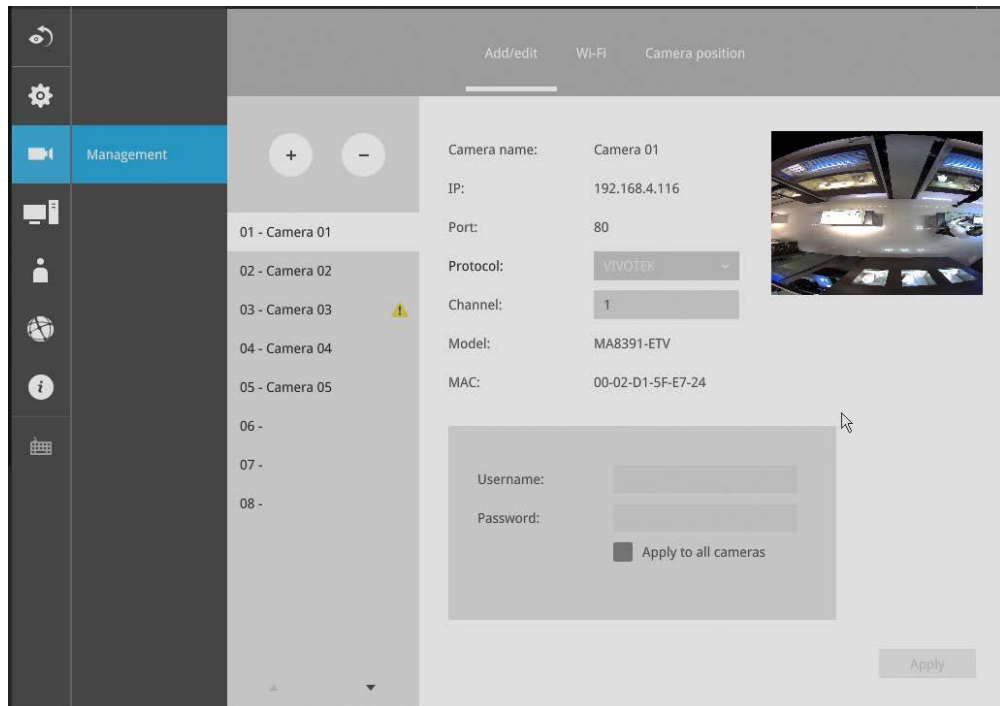 Add/edit Wi-Fi Camera position
Management
+ -
01 - Camera 01
02 - Camera 02
03 - Camera 03
04 - Camera 04
05 - Camera 05
06 -
07 -
08 -
Camera name: Camera 01
IP: 192.168.4.116
Port: 80
Protocol: VIVOTEK
Channel: 1
Model: MA8391-ETV
MAC: 00-02-D1-5F-E7-24
Username:
Password:
Apply to all cameras
Apply